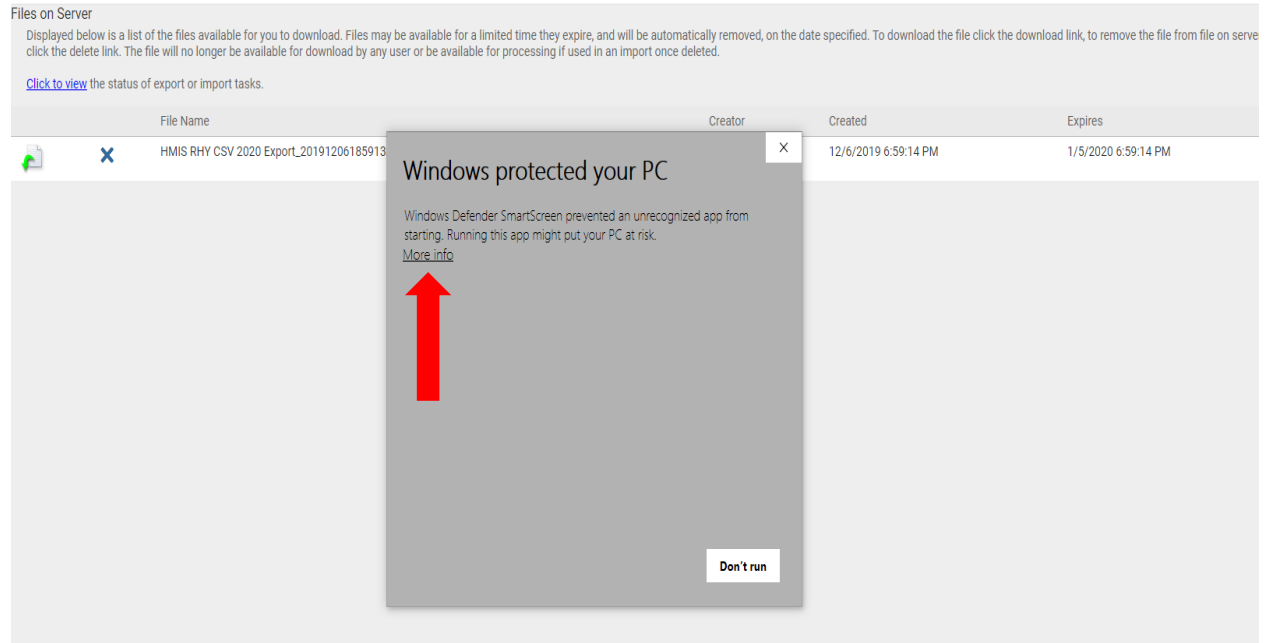 Files on Server
Displayed below is a list of the files available for you to download. Files may be available for a limited time they expire, and will be automatically removed, on the date specified. To download the file click the download link, to remove the file from file on serve
click the delete link. The file will no longer be available for download by any user or be available for processing if used in an import once deleted.
Click to view the status of export or import tasks.
File Name Creator Created Expires
HMIS RHY CSV 2020 Export_20191206185913 12/6/2019 6:59:14 PM 1/5/2020 6:59:14 PM
X
Windows protected your PC
Windows Defender SmartScreen prevented an unrecognized app from
starting. Running this app might put your PC at risk.
More info
Don't run